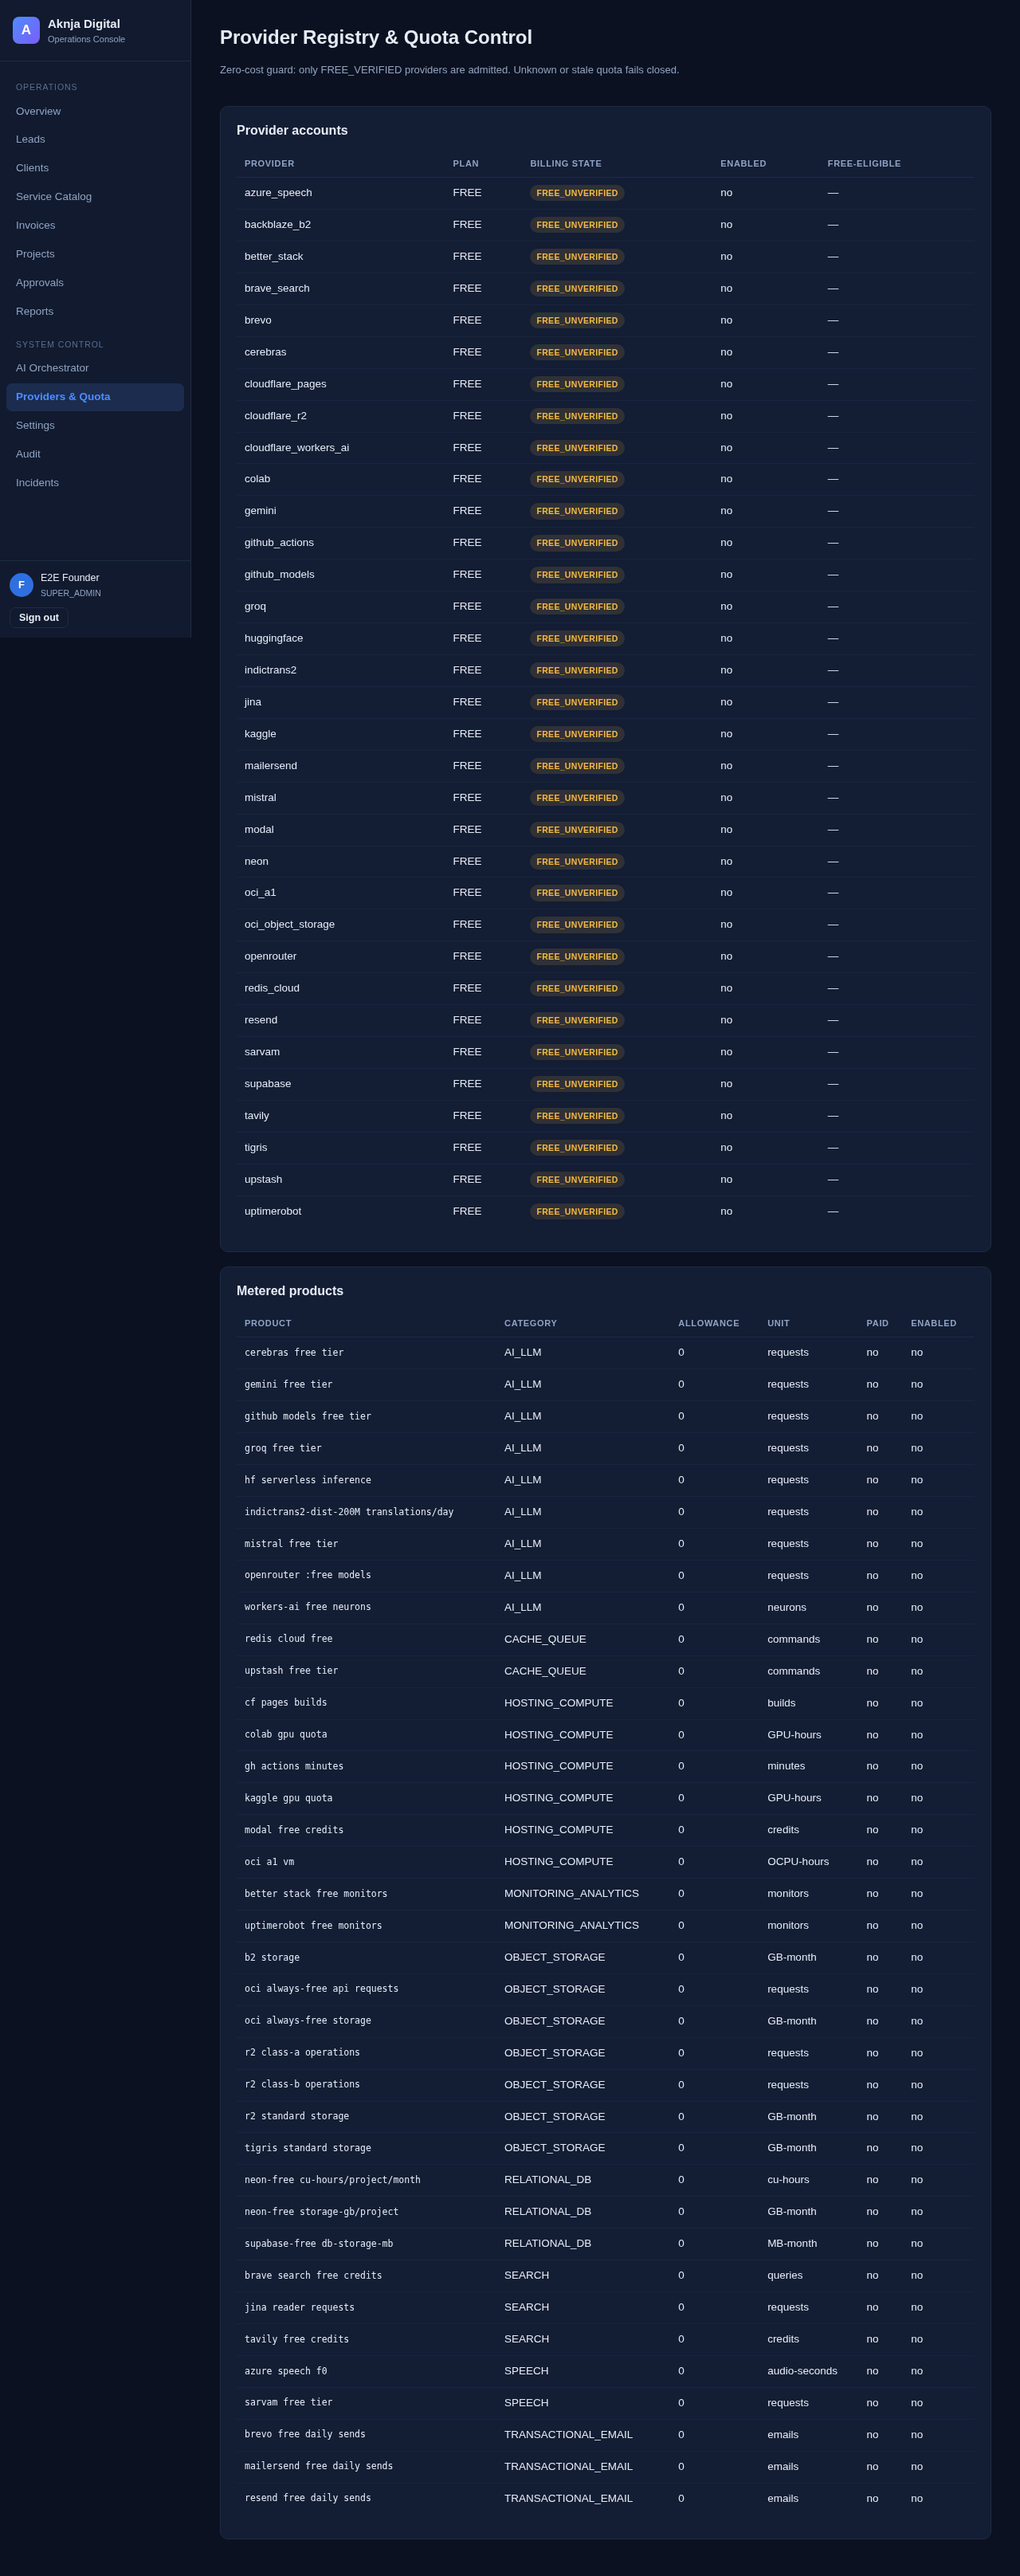 A
Aknja Digital
Operations Console
OPERATIONS
Overview
Leads
Clients
Service Catalog
Invoices
Projects
Approvals
Reports
SYSTEM CONTROL
AI Orchestrator
Providers & Quota
Settings
Audit
Incidents
F
E2E Founder
SUPER_ADMIN
Sign out
Provider Registry & Quota Control
Zero-cost guard: only FREE_VERIFIED providers are admitted. Unknown or stale quota fails closed.
Provider accounts
PROVIDER PLAN BILLING STATE ENABLED FREE-ELIGIBLE
azure_speech FREE FREE_UNVERIFIED no —
backblaze_b2 FREE FREE_UNVERIFIED no —
better_stack FREE FREE_UNVERIFIED no —
brave_search FREE FREE_UNVERIFIED no —
brevo FREE FREE_UNVERIFIED no —
cerebras FREE FREE_UNVERIFIED no —
cloudflare_pages FREE FREE_UNVERIFIED no —
cloudflare_r2 FREE FREE_UNVERIFIED no —
cloudflare_workers_ai FREE FREE_UNVERIFIED no —
colab FREE FREE_UNVERIFIED no —
gemini FREE FREE_UNVERIFIED no —
github_actions FREE FREE_UNVERIFIED no —
github_models FREE FREE_UNVERIFIED no —
groq FREE FREE_UNVERIFIED no —
huggingface FREE FREE_UNVERIFIED no —
indictrans2 FREE FREE_UNVERIFIED no —
jina FREE FREE_UNVERIFIED no —
kaggle FREE FREE_UNVERIFIED no —
mailersend FREE FREE_UNVERIFIED no —
mistral FREE FREE_UNVERIFIED no —
modal FREE FREE_UNVERIFIED no —
neon FREE FREE_UNVERIFIED no —
oci_a1 FREE FREE_UNVERIFIED no —
oci_object_storage FREE FREE_UNVERIFIED no —
openrouter FREE FREE_UNVERIFIED no —
redis_cloud FREE FREE_UNVERIFIED no —
resend FREE FREE_UNVERIFIED no —
sarvam FREE FREE_UNVERIFIED no —
supabase FREE FREE_UNVERIFIED no —
tavily FREE FREE_UNVERIFIED no —
tigris FREE FREE_UNVERIFIED no —
upstash FREE FREE_UNVERIFIED no —
uptimerobot FREE FREE_UNVERIFIED no —
Metered products
PRODUCT CATEGORY ALLOWANCE UNIT PAID ENABLED
cerebras free tier AI_LLM 0 requests no no
gemini free tier AI_LLM 0 requests no no
github models free tier AI_LLM 0 requests no no
groq free tier AI_LLM 0 requests no no
hf serverless inference AI_LLM 0 requests no no
indictrans2-dist-200M translations/day AI_LLM 0 requests no no
mistral free tier AI_LLM 0 requests no no
openrouter :free models AI_LLM 0 requests no no
workers-ai free neurons AI_LLM 0 neurons no no
redis cloud free CACHE_QUEUE 0 commands no no
upstash free tier CACHE_QUEUE 0 commands no no
cf pages builds HOSTING_COMPUTE 0 builds no no
colab gpu quota HOSTING_COMPUTE 0 GPU-hours no no
gh actions minutes HOSTING_COMPUTE 0 minutes no no
kaggle gpu quota HOSTING_COMPUTE 0 GPU-hours no no
modal free credits HOSTING_COMPUTE 0 credits no no
oci a1 vm HOSTING_COMPUTE 0 OCPU-hours no no
better stack free monitors MONITORING_ANALYTICS 0 monitors no no
uptimerobot free monitors MONITORING_ANALYTICS 0 monitors no no
b2 storage OBJECT_STORAGE 0 GB-month no no
oci always-free api requests OBJECT_STORAGE 0 requests no no
oci always-free storage OBJECT_STORAGE 0 GB-month no no
r2 class-a operations OBJECT_STORAGE 0 requests no no
r2 class-b operations OBJECT_STORAGE 0 requests no no
r2 standard storage OBJECT_STORAGE 0 GB-month no no
tigris standard storage OBJECT_STORAGE 0 GB-month no no
neon-free cu-hours/project/month RELATIONAL_DB 0 cu-hours no no
neon-free storage-gb/project RELATIONAL_DB 0 GB-month no no
supabase-free db-storage-mb RELATIONAL_DB 0 MB-month no no
brave search free credits SEARCH 0 queries no no
jina reader requests SEARCH 0 requests no no
tavily free credits SEARCH 0 credits no no
azure speech f0 SPEECH 0 audio-seconds no no
sarvam free tier SPEECH 0 requests no no
brevo free daily sends TRANSACTIONAL_EMAIL 0 emails no no
mailersend free daily sends TRANSACTIONAL_EMAIL 0 emails no no
resend free daily sends TRANSACTIONAL_EMAIL 0 emails no no